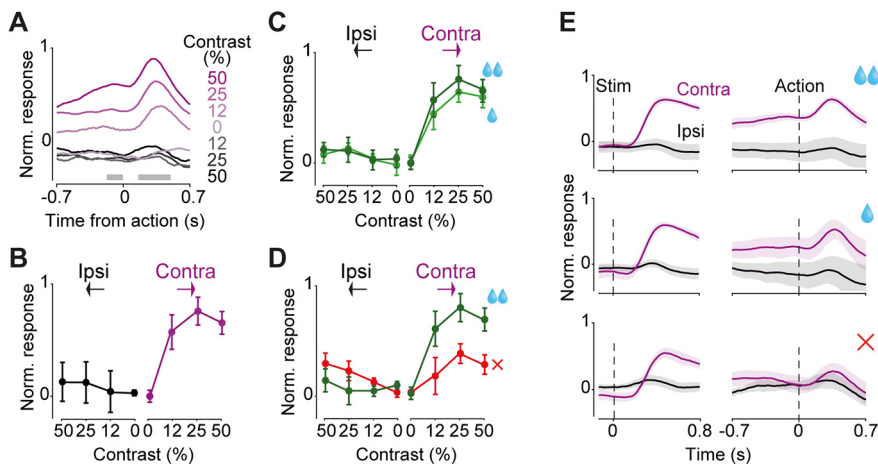 A
Contrast (%)
50
25
12
0
12
25
50
Norm. response
1
0
-0.7
0
0.7
Time from action (s)
B
Ipsi
Contra
Norm. response
1
0
50 25 12 0 0 12 25 50
Contrast (%)
C
Ipsi
Contra
Norm. response
1
0
50 25 12 0 0 12 25 50
Contrast (%)
D
Ipsi
Contra
Norm. response
1
0
50 25 12 0 0 12 25 50
Contrast (%)
E
Stim
Contra
Ipsi
Action
1
0
1
0
1
0
Norm. response
0 0.8
-0.7 0 0.7
Time (s)